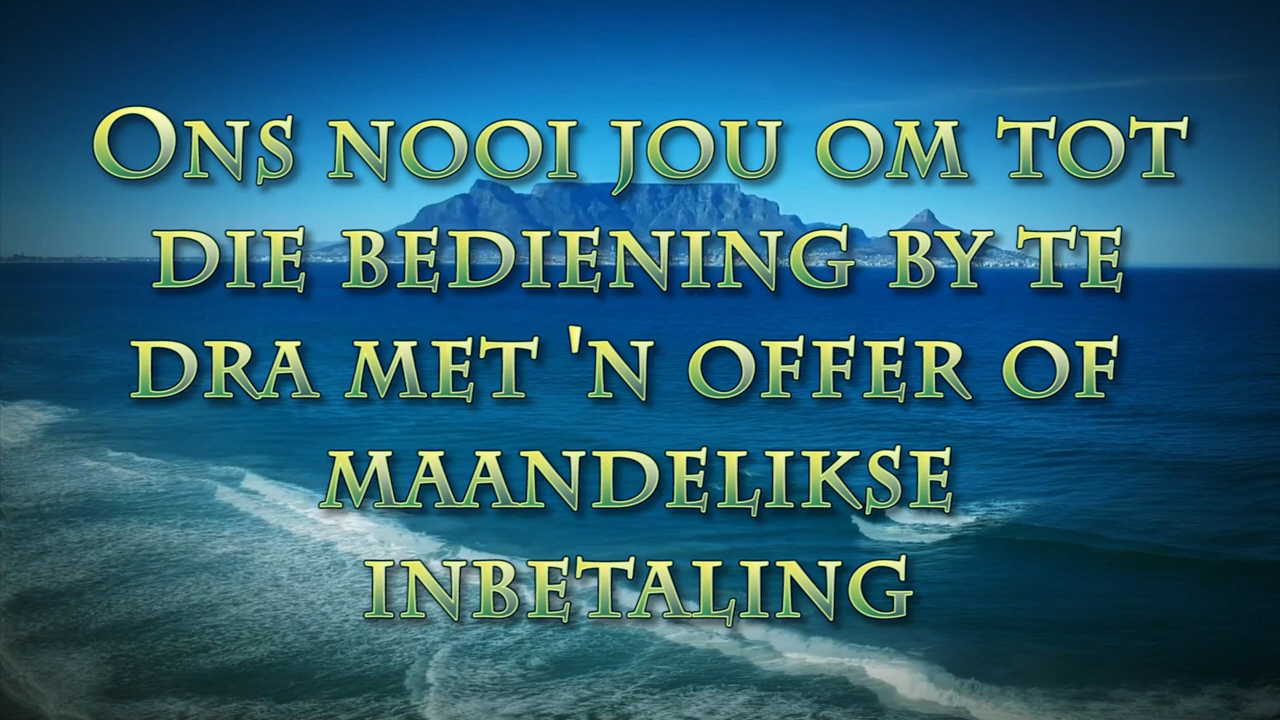 Ons nooi jou om tot
die bediening by te
dra met 'n offer of
maandelikse
inbetaling